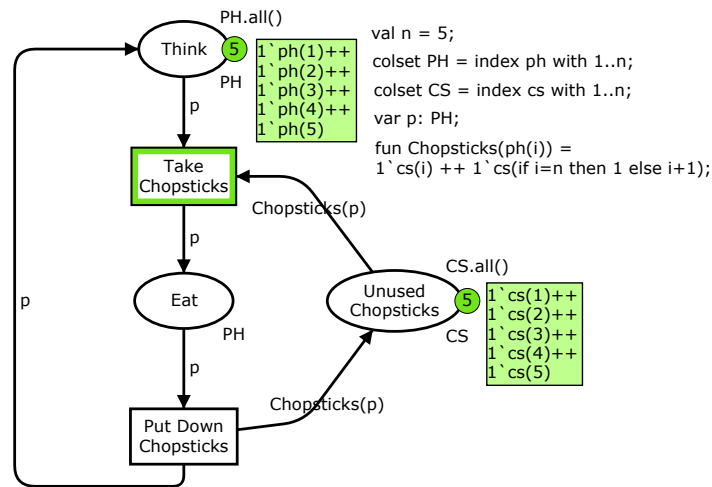 PH.all()
Think
5
PH
1`ph(1)++
1`ph(2)++
1`ph(3)++
1`ph(4)++
1`ph(5)
val n = 5;
colset PH = index ph with 1..n;
colset CS = index cs with 1..n;
var p: PH;
fun Chopsticks(ph(i)) =
1`cs(i) ++ 1`cs(if i=n then 1 else i+1);
p
Take
Chopsticks
Chopsticks(p)
p
p
Eat
PH
CS.all()
Unused
Chopsticks
5
CS
1`cs(1)++
1`cs(2)++
1`cs(3)++
1`cs(4)++
1`cs(5)
p
Chopsticks(p)
Put Down
Chopsticks